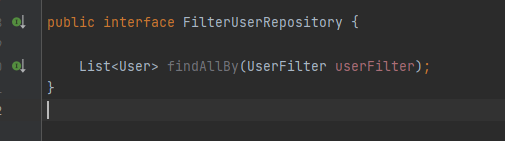 public interface FilterUserRepository {
List<User> findAllBy(UserFilter userFilter);
}